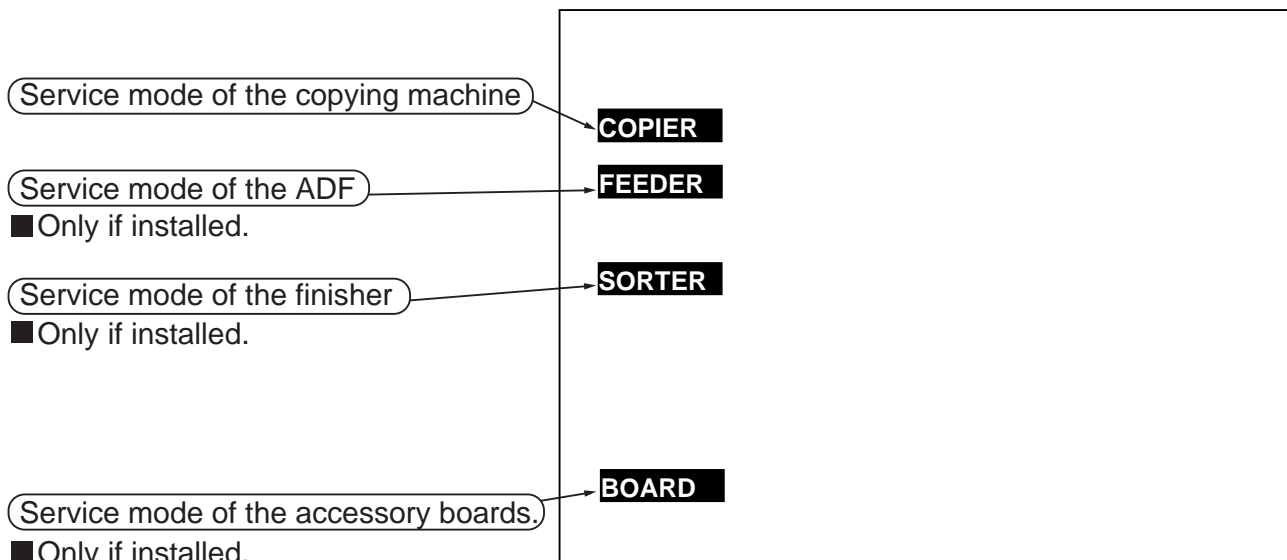 Service mode of the copying machine
COPIER
Service mode of the ADF
FEEDER
■Only if installed.
Service mode of the finisher
SORTER
■Only if installed.
BOARD
Service mode of the accessory boards.
■Only if installed.